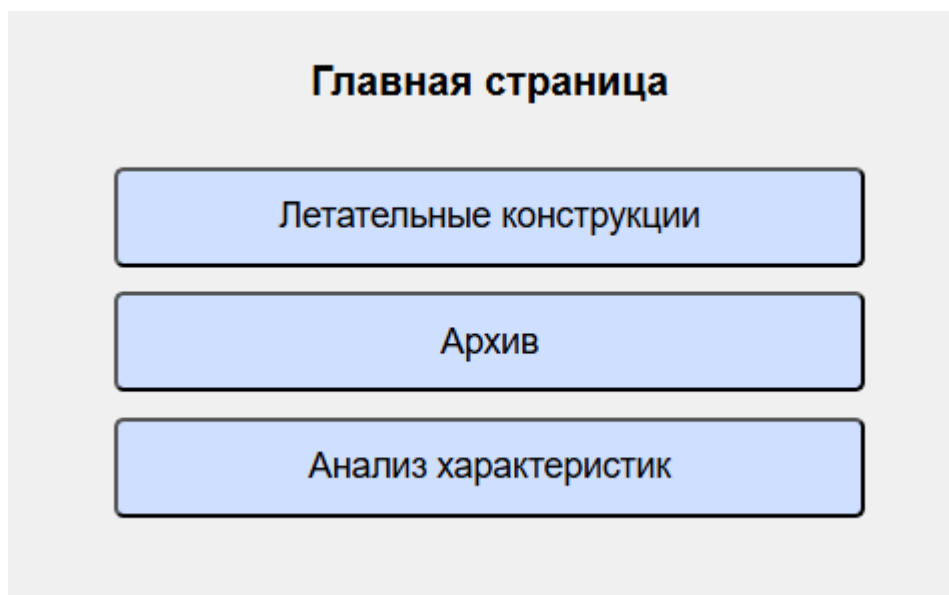 Главная страница
Летательные конструкции
Архив
Анализ характеристик